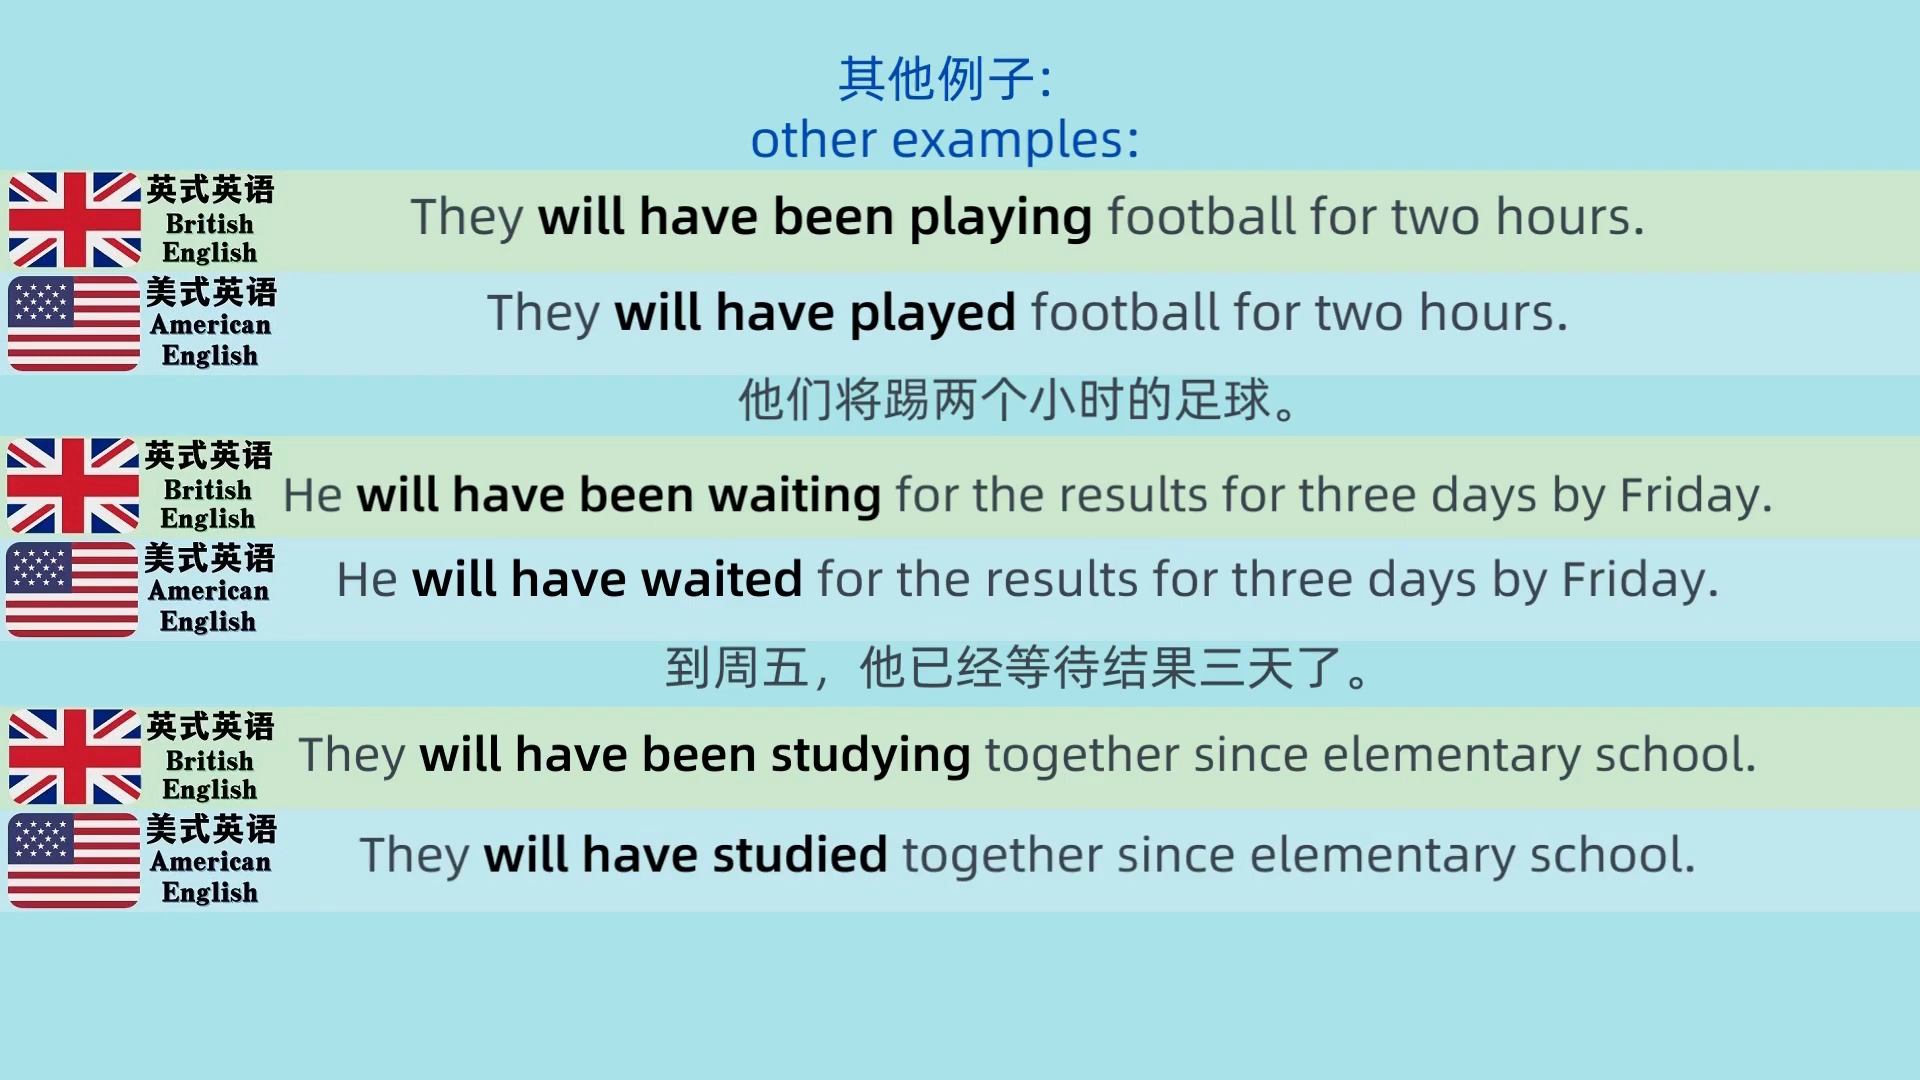 其他例子：
other examples:
英式英语
British
English
They will have been playing football for two hours.
美式英语
American
English
They will have played football for two hours.
他们将踢两个小时的足球。
英式英语
British
English
He will have been waiting for the results for three days by Friday.
美式英语
American
English
He will have waited for the results for three days by Friday.
到周五，他已经等待结果三天了。
英式英语
British
English
They will have been studying together since elementary school.
美式英语
American
English
They will have studied together since elementary school.